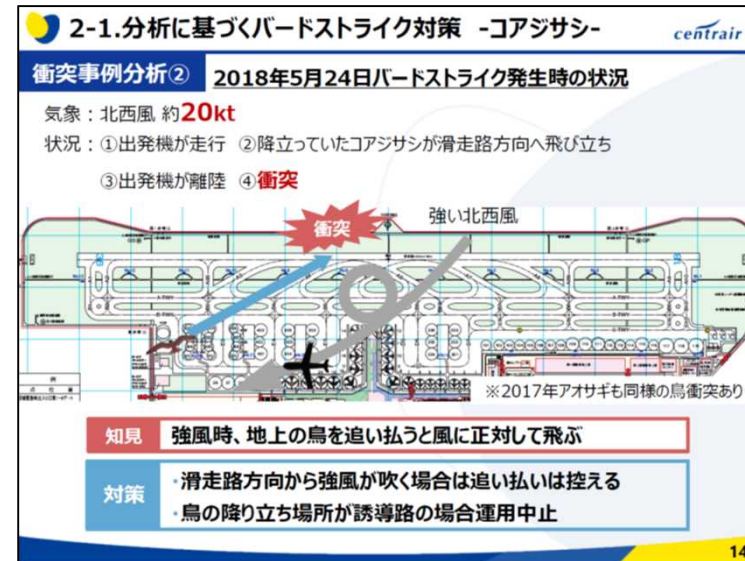 2-1.分析に基づくバードストライク対策 -コアジサシ-
centrair
衝突事例分析②
2018年5月24日バードストライク発生時の状況
気象：北西風 約20kt
状況：①出発機が走行 ②降立っていたコアジサシが滑走路方向へ飛び立ち
③出発機が離陸 ④衝突
衝突
強い北西風
※2017年アオサギも同様の鳥衝突あり
知見
強風時、地上の鳥を追い払うと風に正対して飛ぶ
対策
・滑走路方向から強風が吹く場合は追い払いは控える
・鳥の降り立ち場所が誘導路の場合運用中止
14